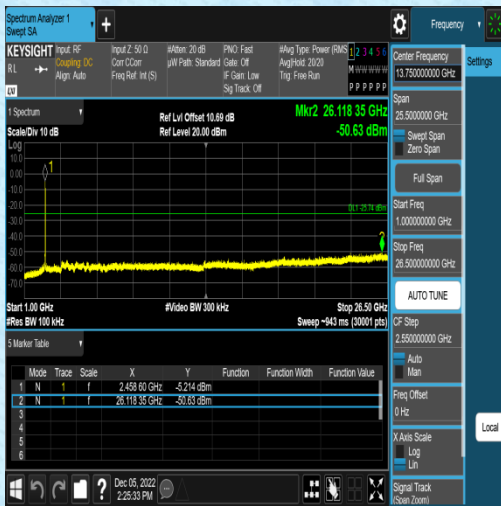 Spectrum Analyzer 1
Swept SA
Frequency
KEYSIGHT
RL
LXI
Input: RF
Coupling: DC
Align: Auto
Input Z: 50 Ω
Corr CCorr
Freq Ref: Int (S)
#Atten: 20 dB
µW Path: Standard
PNO: Fast
Gate: Off
IF Gain: Low
Sig Track: Off
#Avg Type: Power (RMS
Avg|Hold: 20/20
Trig: Free Run
1 2 3 4 5 6
M W W W W W
P P P P P P
1 Spectrum
Scale/Div 10 dB
Ref Lvl Offset 10.69 dB
Ref Level 20.00 dBm
Mkr2 26.118 35 GHz
-50.63 dBm
Log
10.0
0.00
-10.0
-20.0
-30.0
-40.0
-50.0
-60.0
-70.0
1
2
Start 1.00 GHz
#Res BW 100 kHz
#Video BW 300 kHz
Stop 26.50 GHz
Sweep ~943 ms (30001 pts)
5 Marker Table
Mode Trace Scale X Y Function Function Width Function Value
1 N 1 f 2.458 60 GHz -5.214 dBm
2 N 1 f 26.118 35 GHz -50.63 dBm
3
4
5
6
?
Dec 05, 2022
2:25:33 PM
Center Frequency
13.750000000 GHz
Span
25.5000000 GHz
Swept Span
Zero Span
Full Span
Start Freq
1.000000000 GHz
Stop Freq
26.500000000 GHz
AUTO TUNE
CF Step
2.550000000 GHz
Auto
Man
Freq Offset
0 Hz
X Axis Scale
Log
Lin
Signal Track
(Span Zoom)
Settings
Local